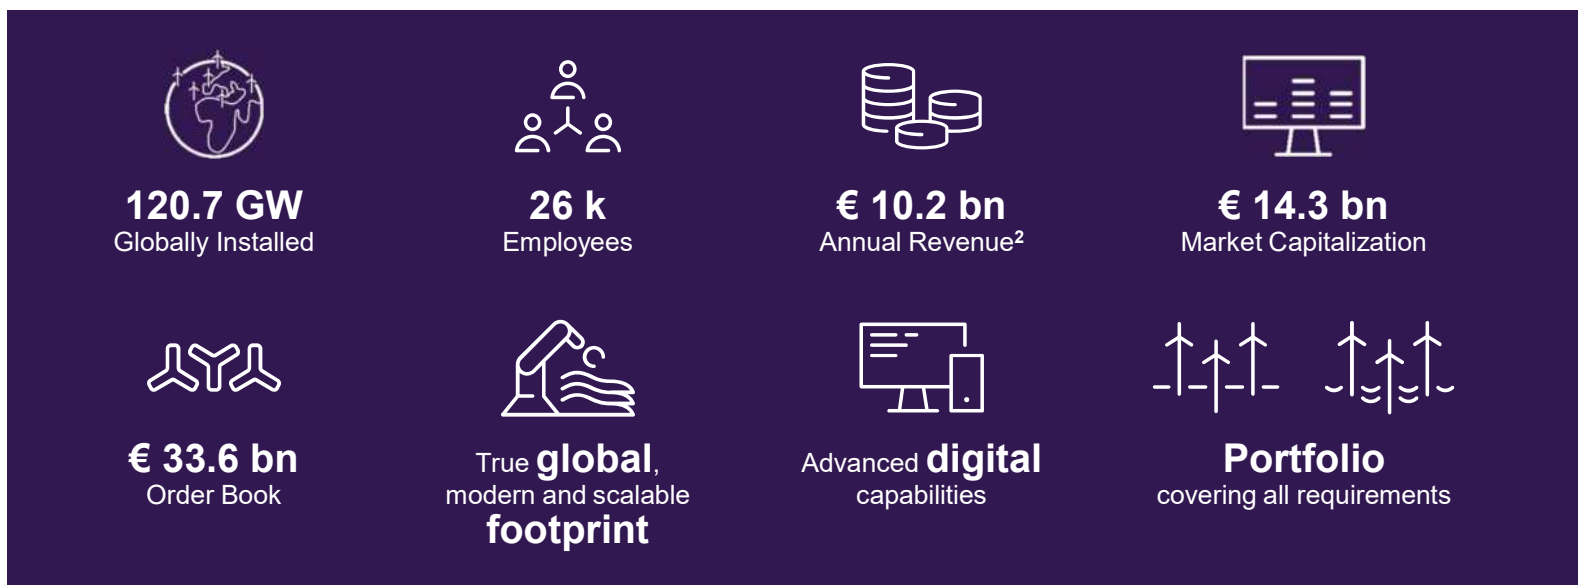 120.7 GW
Globally Installed
26 k
Employees
€ 10.2 bn
Annual Revenue²
€ 14.3 bn
Market Capitalization
€ 33.6 bn
Order Book
True global,
modern and scalable
footprint
Advanced digital
capabilities
Portfolio
covering all requirements